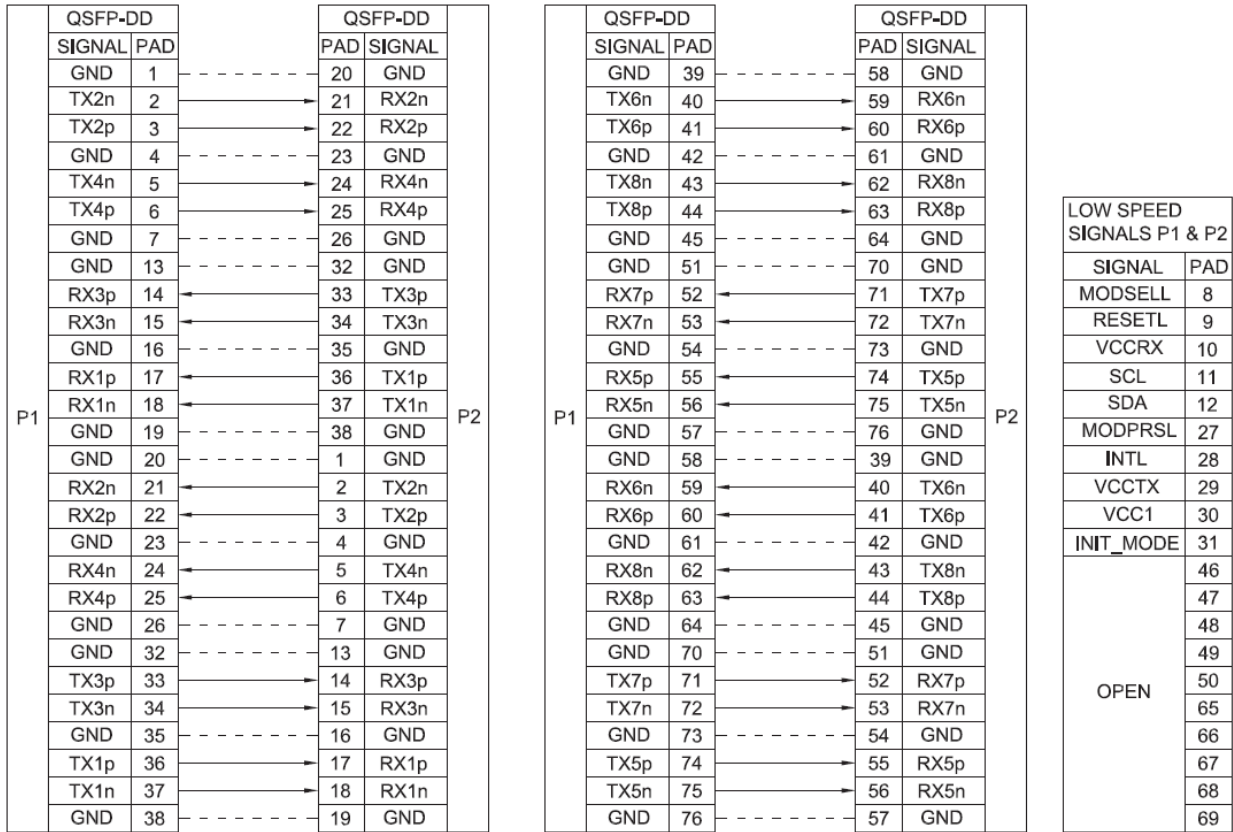 QSFP-DD QSFP-DD
SIGNAL PAD PAD SIGNAL
GND 1 20 GND
TX2n 2 21 RX2n
TX2p 3 22 RX2p
GND 4 23 GND
TX4n 5 24 RX4n
TX4p 6 25 RX4p
GND 7 26 GND
GND 13 32 GND
RX3p 14 33 TX3p
RX3n 15 34 TX3n
GND 16 35 GND
RX1p 17 36 TX1p
RX1n 18 37 TX1n
GND 19 38 GND
GND 20 1 GND
RX2n 21 2 TX2n
RX2p 22 3 TX2p
GND 23 4 GND
RX4n 24 5 TX4n
RX4p 25 6 TX4p
GND 26 7 GND
GND 32 13 GND
TX3p 33 14 RX3p
TX3n 34 15 RX3n
GND 35 16 GND
TX1p 36 17 RX1p
TX1n 37 18 RX1n
GND 38 19 GND
P1 P2
QSFP-DD QSFP-DD
SIGNAL PAD PAD SIGNAL
GND 39 58 GND
TX6n 40 59 RX6n
TX6p 41 60 RX6p
GND 42 61 GND
TX8n 43 62 RX8n
TX8p 44 63 RX8p
GND 45 64 GND
GND 51 70 GND
RX7p 52 71 TX7p
RX7n 53 72 TX7n
GND 54 73 GND
RX5p 55 74 TX5p
RX5n 56 75 TX5n
GND 57 76 GND
GND 58 39 GND
RX6n 59 40 TX6n
RX6p 60 41 TX6p
GND 61 42 GND
RX8n 62 43 TX8n
RX8p 63 44 TX8p
GND 64 45 GND
GND 70 51 GND
TX7p 71 52 RX7p
TX7n 72 53 RX7n
GND 73 54 GND
TX5p 74 55 RX5p
TX5n 75 56 RX5n
GND 76 57 GND
P1 P2
LOW SPEED
SIGNALS P1 & P2
SIGNAL PAD
MODSELL 8
RESETL 9
VCCRX 10
SCL 11
SDA 12
MODPRSL 27
INTL 28
VCCTX 29
VCC1 30
INIT_MODE 31
46
47
48
49
OPEN 50
65
66
67
68
69